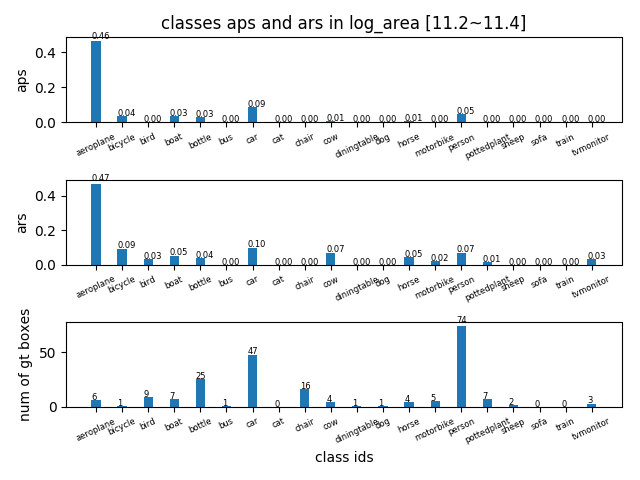 classes aps and ars in log_area [11.2~11.4]
aps
0.4
0.2
0.0
0.46 0.04 0.00 0.03 0.03 0.00 0.09 0.00 0.00 0.01 0.00 0.00 0.01 0.00 0.05 0.00 0.00 0.00 0.00 0.00
aeroplane bicycle bird boat bottle bus car cat chair cow diningtable dog horse motorbike person pottedplant sheep sofa train tvmonitor
ars
0.4
0.2
0.0
0.47 0.09 0.03 0.05 0.04 0.00 0.10 0.00 0.00 0.07 0.00 0.00 0.05 0.02 0.07 0.01 0.00 0.00 0.00 0.03
aeroplane bicycle bird boat bottle bus car cat chair cow diningtable dog horse motorbike person pottedplant sheep sofa train tvmonitor
num of gt boxes
50
0
6 1 9 7 25 1 47 0 16 4 1 1 4 5 74 7 2 0 0 3
aeroplane bicycle bird boat bottle bus car cat chair cow diningtable dog horse motorbike person pottedplant sheep sofa train tvmonitor
class ids